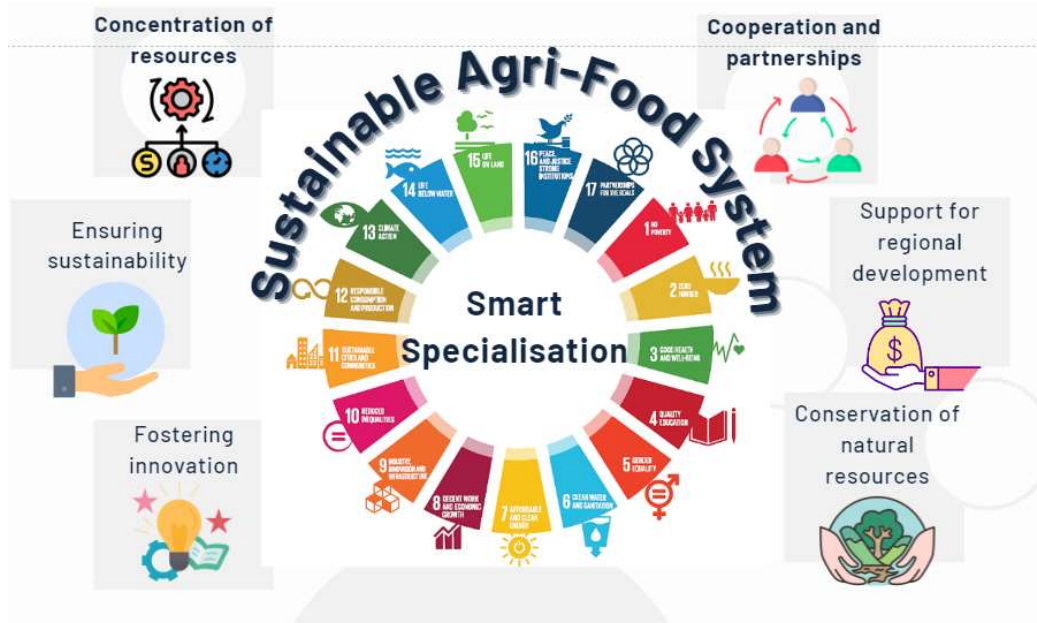 Concentration of
resources
Cooperation and
partnerships
Sustainable Agri-Food System
Ensuring
sustainability
Support for
regional
development
Fostering
innovation
Conservation of
natural
resources
Smart
Specialisation
$
$
1 NO
POVERTY
2 ZERO
HUNGER
3 GOOD HEALTH
AND WELL-BEING
4 QUALITY
EDUCATION
5 GENDER
EQUALITY
6 CLEAN WATER
AND SANITATION
7 AFFORDABLE
AND CLEAN
ENERGY
8 DECENT WORK
AND ECONOMIC
GROWTH
9 INDUSTRY,
INNOVATION AND
INFRASTRUCTURE
10 REDUCED
INEQUALITIES
11 SUSTAINABLE
CITIES AND
COMMUNITIES
12 RESPONSIBLE
CONSUMPTION
AND PRODUCTION
13 CLIMATE
ACTION
14 LIFE
BELOW WATER
15 LIFE
ON LAND
16 PEACE,
AND JUSTICE
STRONG
INSTITUTIONS
17 PARTNERSHIPS
FOR THE GOALS